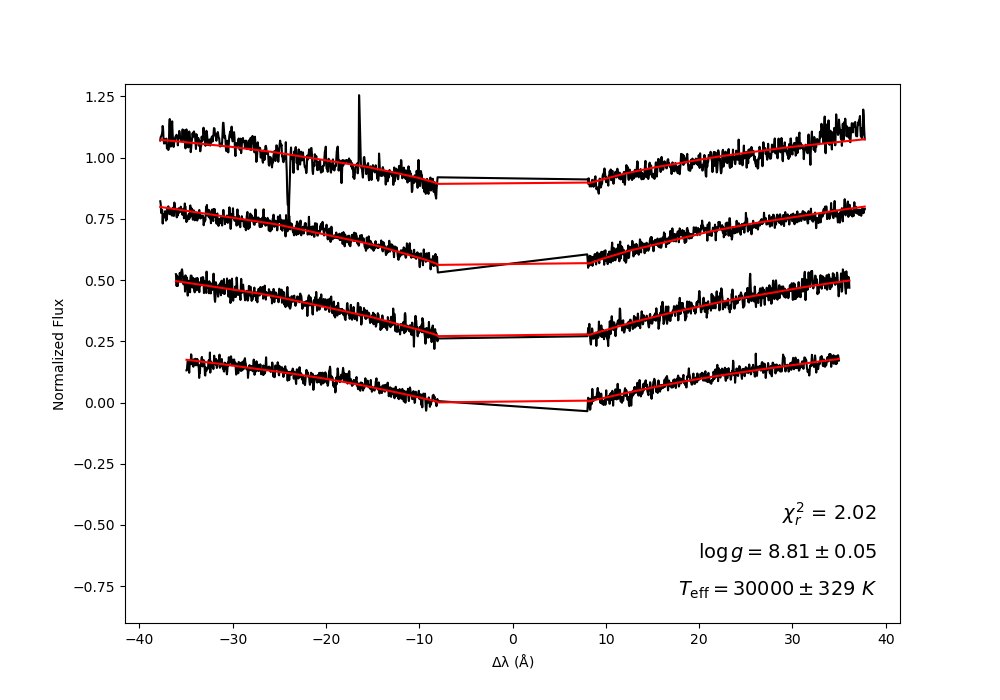 1.25
1.00
0.75
0.50
0.25
0.00
−0.25
−0.50
−0.75
Normalized Flux
χ²ᵣ = 2.02
log g = 8.81 ± 0.05
T_eff = 30000 ± 329 K
−40 −30 −20 −10 0 10 20 30 40
Δλ (Å)